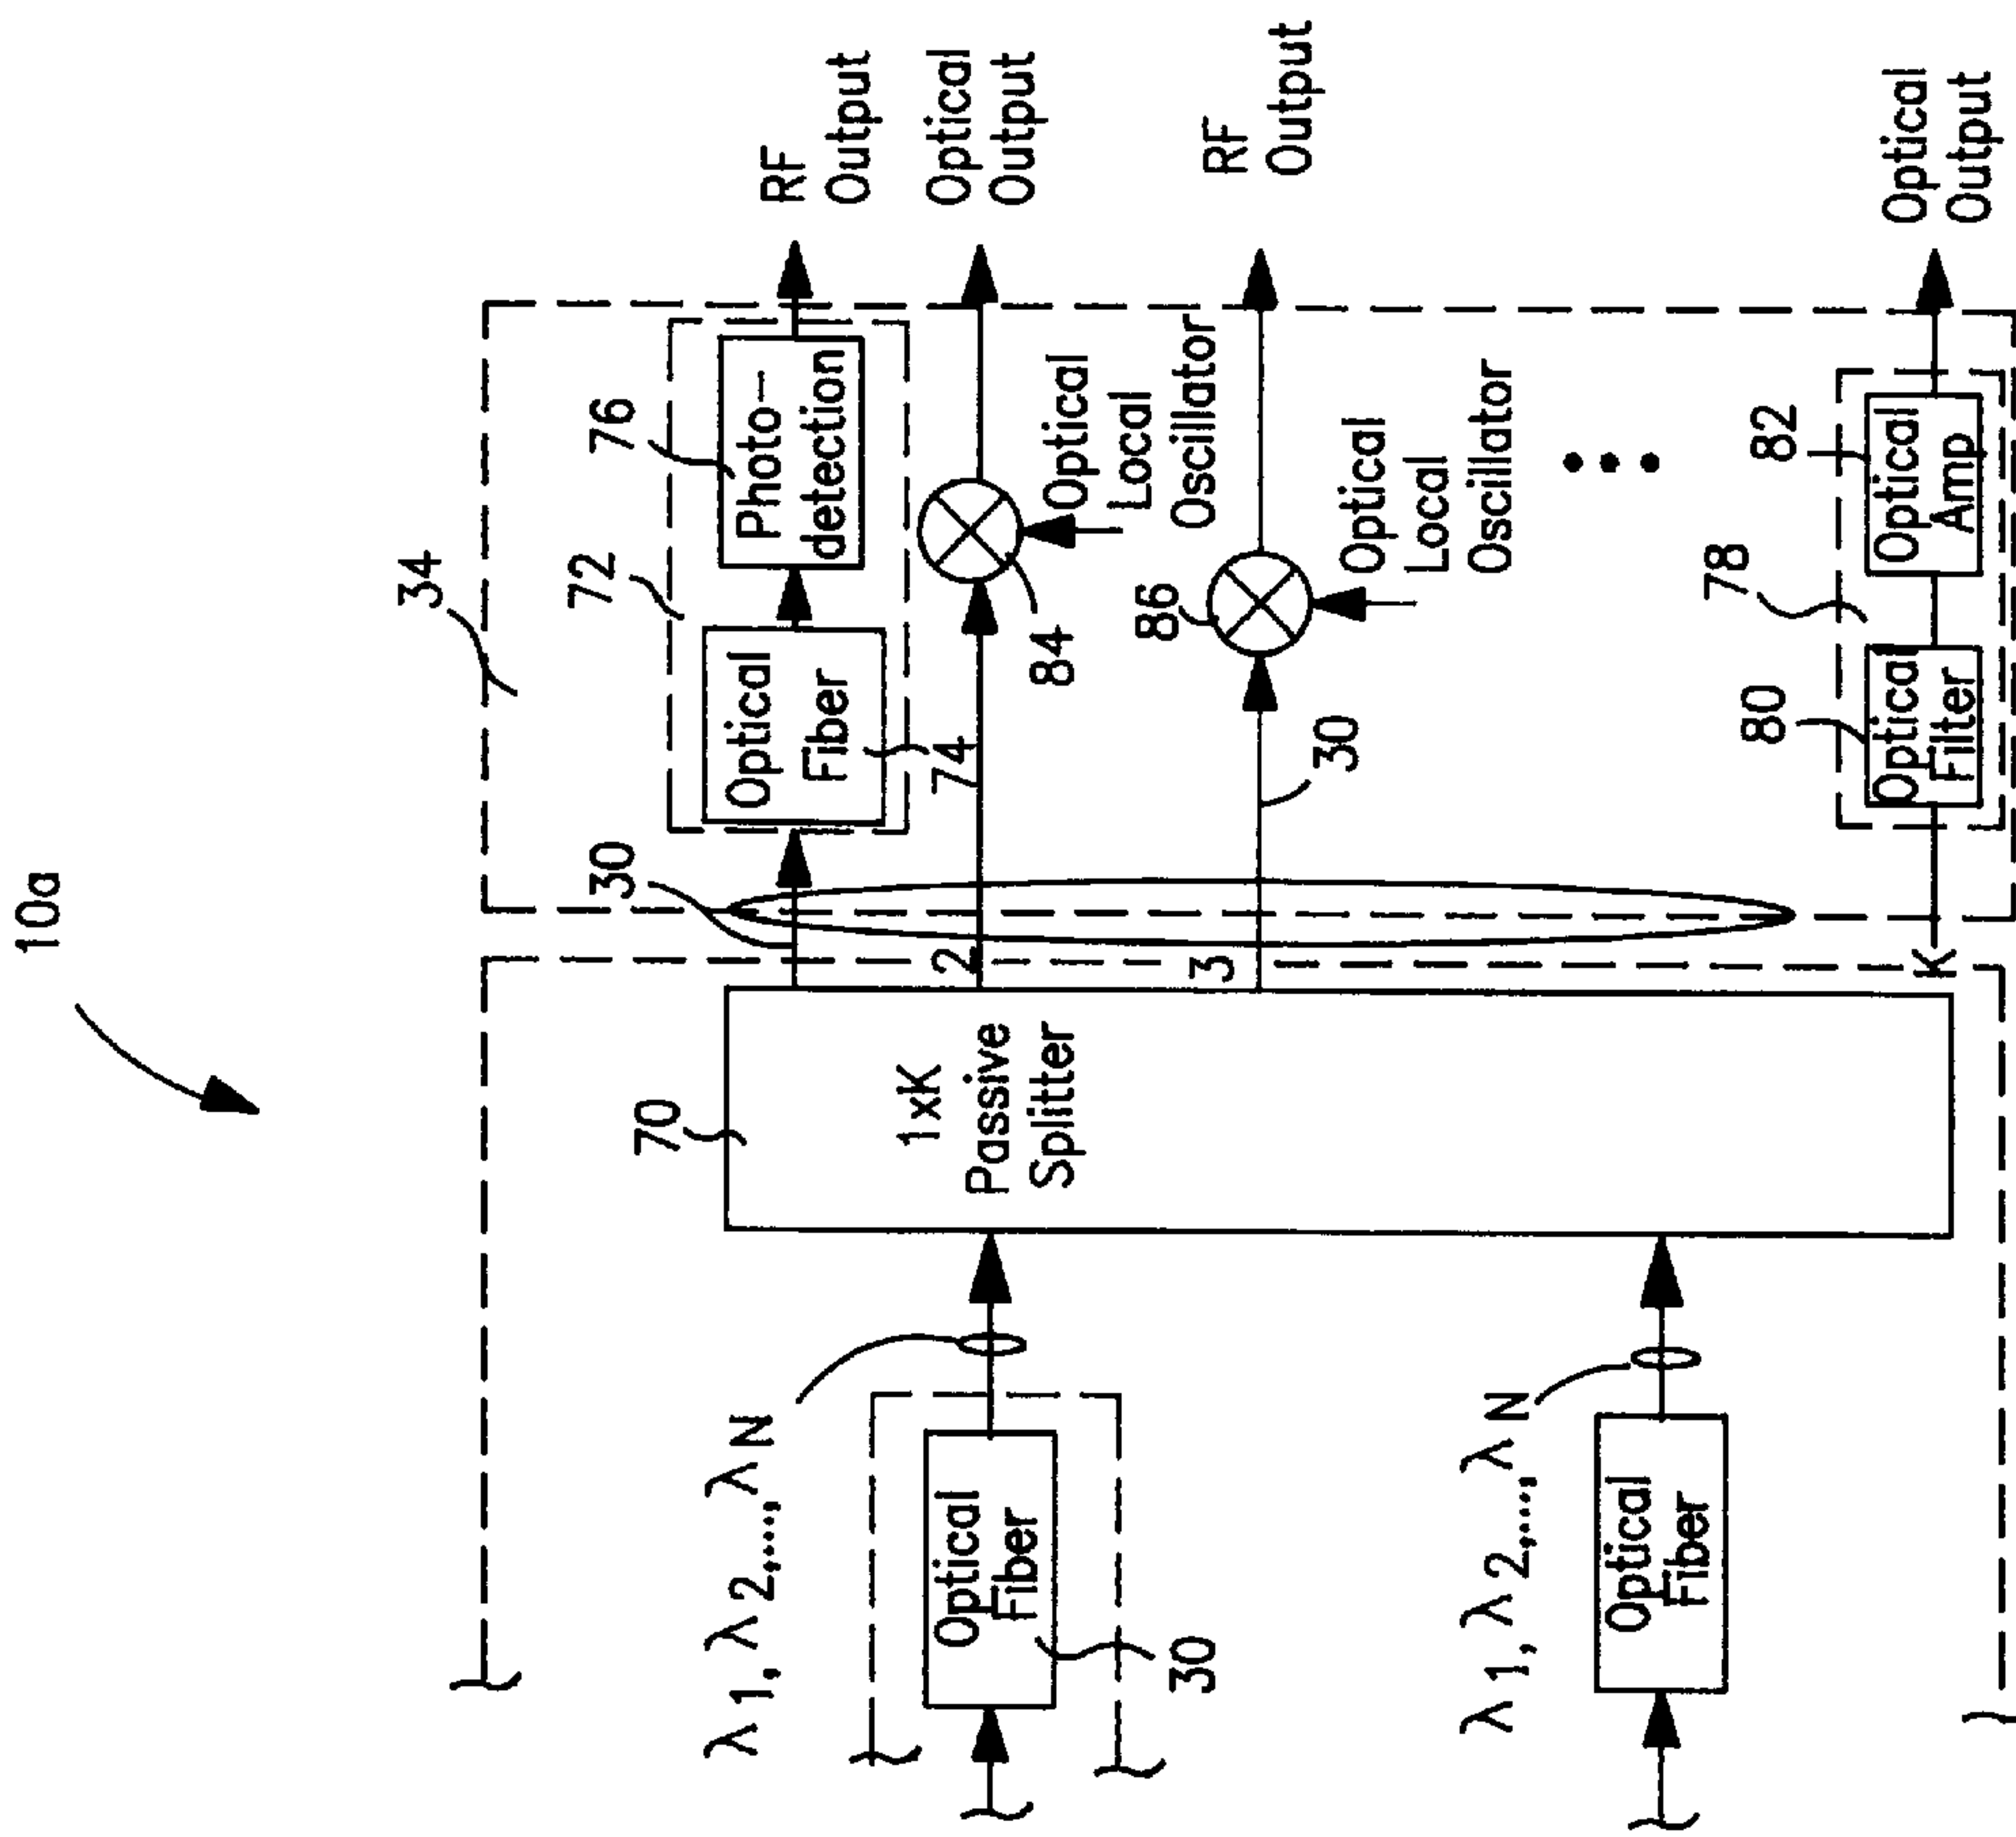 10a
34
72
76
Photo-
detection
Optical
Fiber
74
30
RF
Output
Optical
Output
84
Optical
Local
Oscillator
RF
Output
86
Optical
Local
Oscillator
30
2
3
K
70
1xK
Passive
Splitter
λ1, λ2,..., λN
Optical
Fiber
30
λ1, λ2,..., λN
Optical
Fiber
78
80
Optical
Filter
82
Optical
Amp
Optical
Output